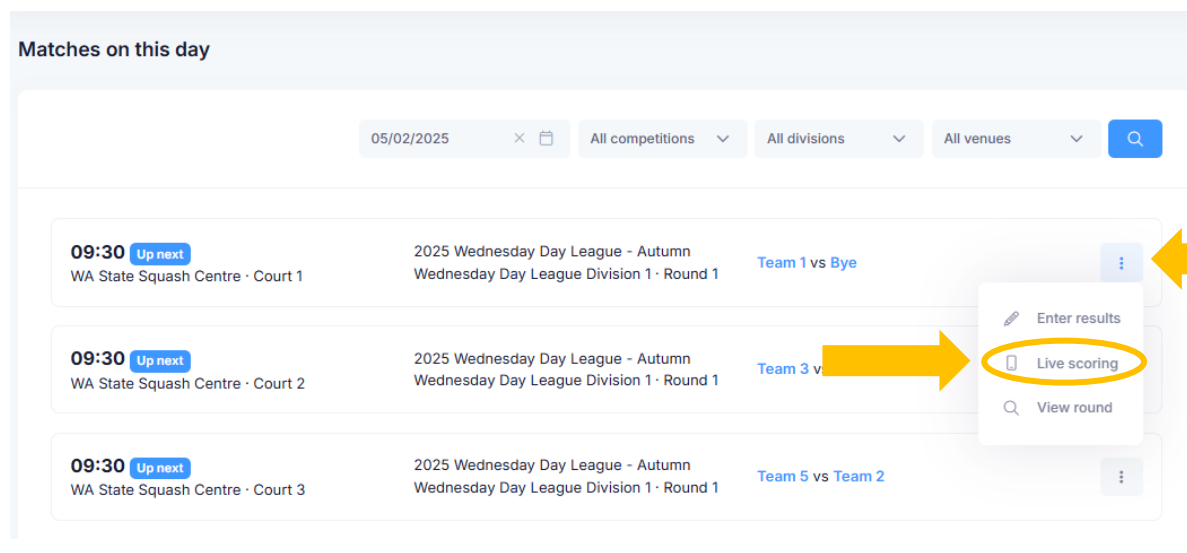 Matches on this day
05/02/2025 All competitions All divisions All venues
09:30 Up next
WA State Squash Centre · Court 1
2025 Wednesday Day League - Autumn
Wednesday Day League Division 1 · Round 1
Team 1 vs Bye
Enter results
Live scoring
View round
09:30 Up next
WA State Squash Centre · Court 2
2025 Wednesday Day League - Autumn
Wednesday Day League Division 1 · Round 1
Team 3
09:30 Up next
WA State Squash Centre · Court 3
2025 Wednesday Day League - Autumn
Wednesday Day League Division 1 · Round 1
Team 5 vs Team 2